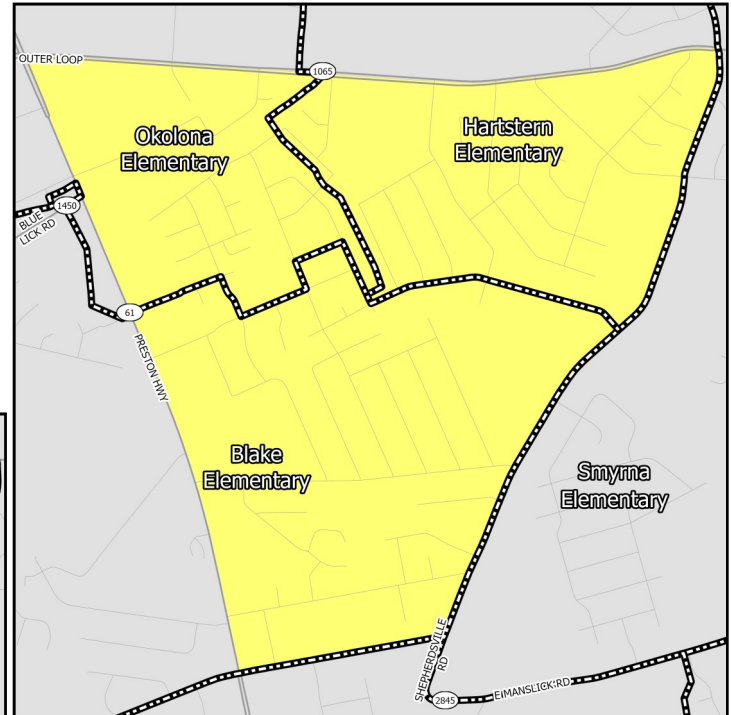 OUTER LOOP
1065
Okolona
Elementary
Hartstern
Elementary
1450
BLUE
LICK RD
61
PRESTON HWY
Blake
Elementary
Smyrna
Elementary
SHEPHERDSVILLE
RD
E MANSLICK RD
2845